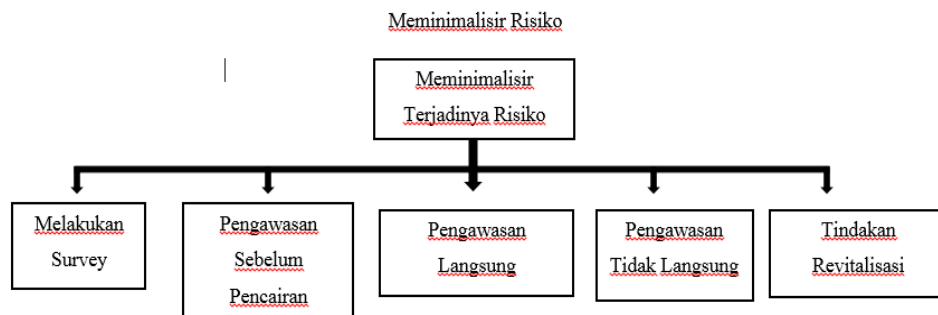 Meminimalisir Risiko
Meminimalisir
Terjadinya Risiko
Melakukan
Survey
Pengawasan
Sebelum
Pencairan
Pengawasan
Langsung
Pengawasan
Tidak Langsung
Tindakan
Revitalisasi